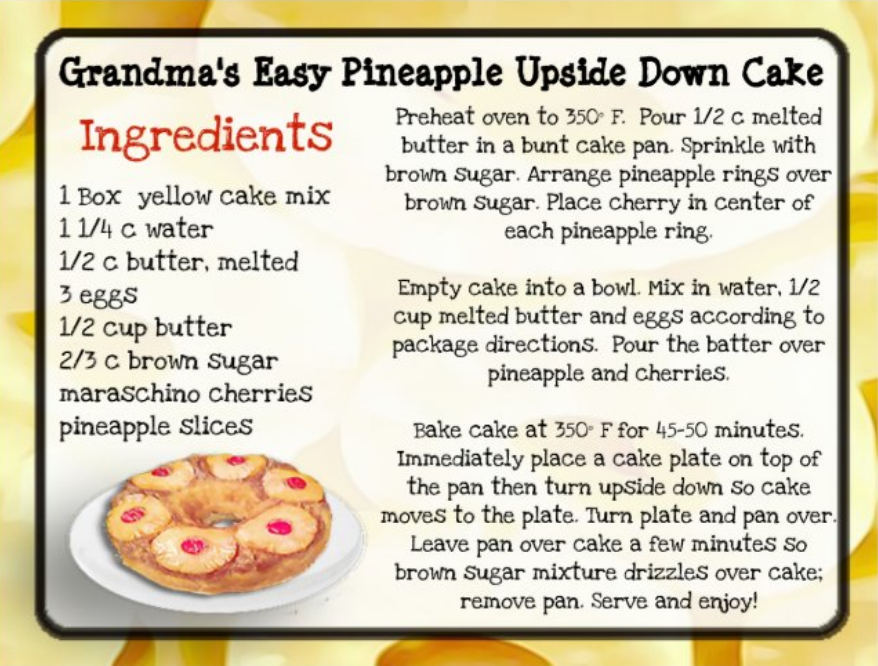 Grandma's Easy Pineapple Upside Down Cake
Ingredients
1 Box yellow cake mix
1 1/4 c water
1/2 c butter, melted
3 eggs
1/2 cup butter
2/3 c brown sugar
maraschino cherries
pineapple slices
Preheat oven to 350° F. Pour 1/2 c melted
butter in a bunt cake pan. Sprinkle with
brown sugar. Arrange pineapple rings over
brown sugar. Place cherry in center of
each pineapple ring.
Empty cake into a bowl. Mix in water, 1/2
cup melted butter and eggs according to
package directions. Pour the batter over
pineapple and cherries.
Bake cake at 350° F for 45-50 minutes.
Immediately place a cake plate on top of
the pan then turn upside down so cake
moves to the plate. Turn plate and pan over.
Leave pan over cake a few minutes so
brown sugar mixture drizzles over cake;
remove pan. Serve and enjoy!